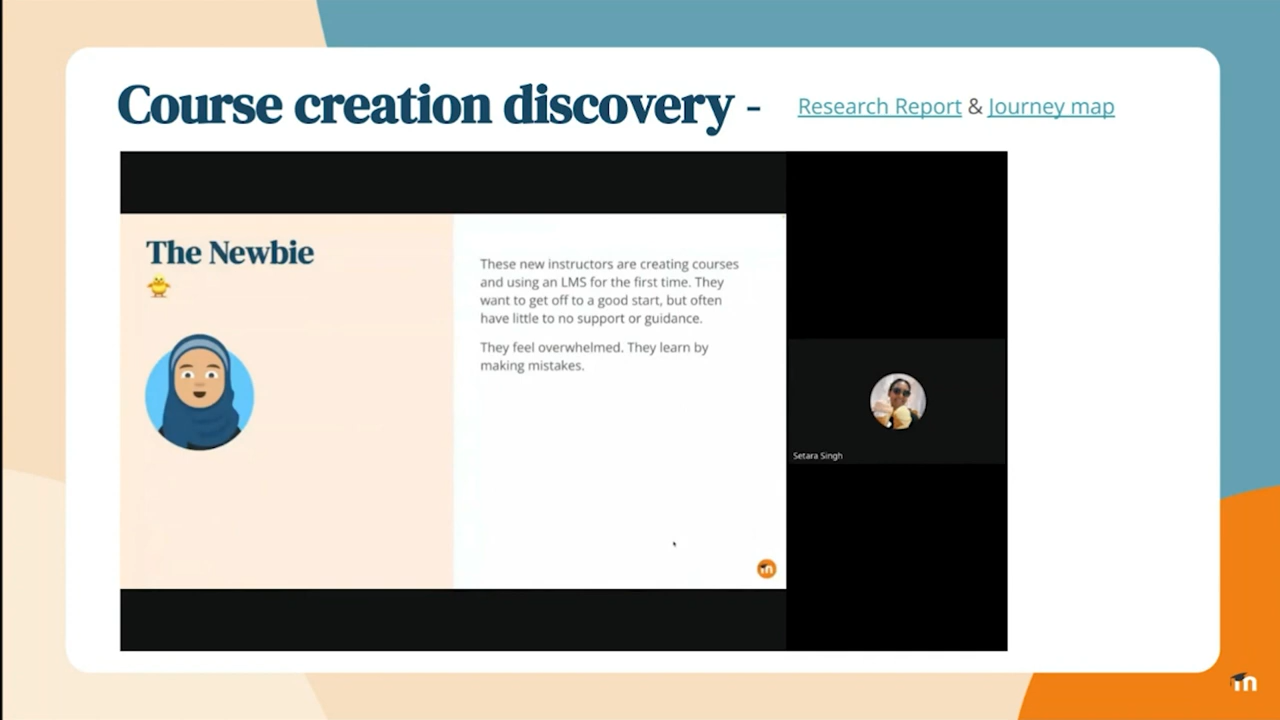 Course creation discovery - Research Report & Journey map
The Newbie
These new instructors are creating courses
and using an LMS for the first time. They
want to get off to a good start, but often
have little to no support or guidance.
They feel overwhelmed. They learn by
making mistakes.
Setara Singh
m
m